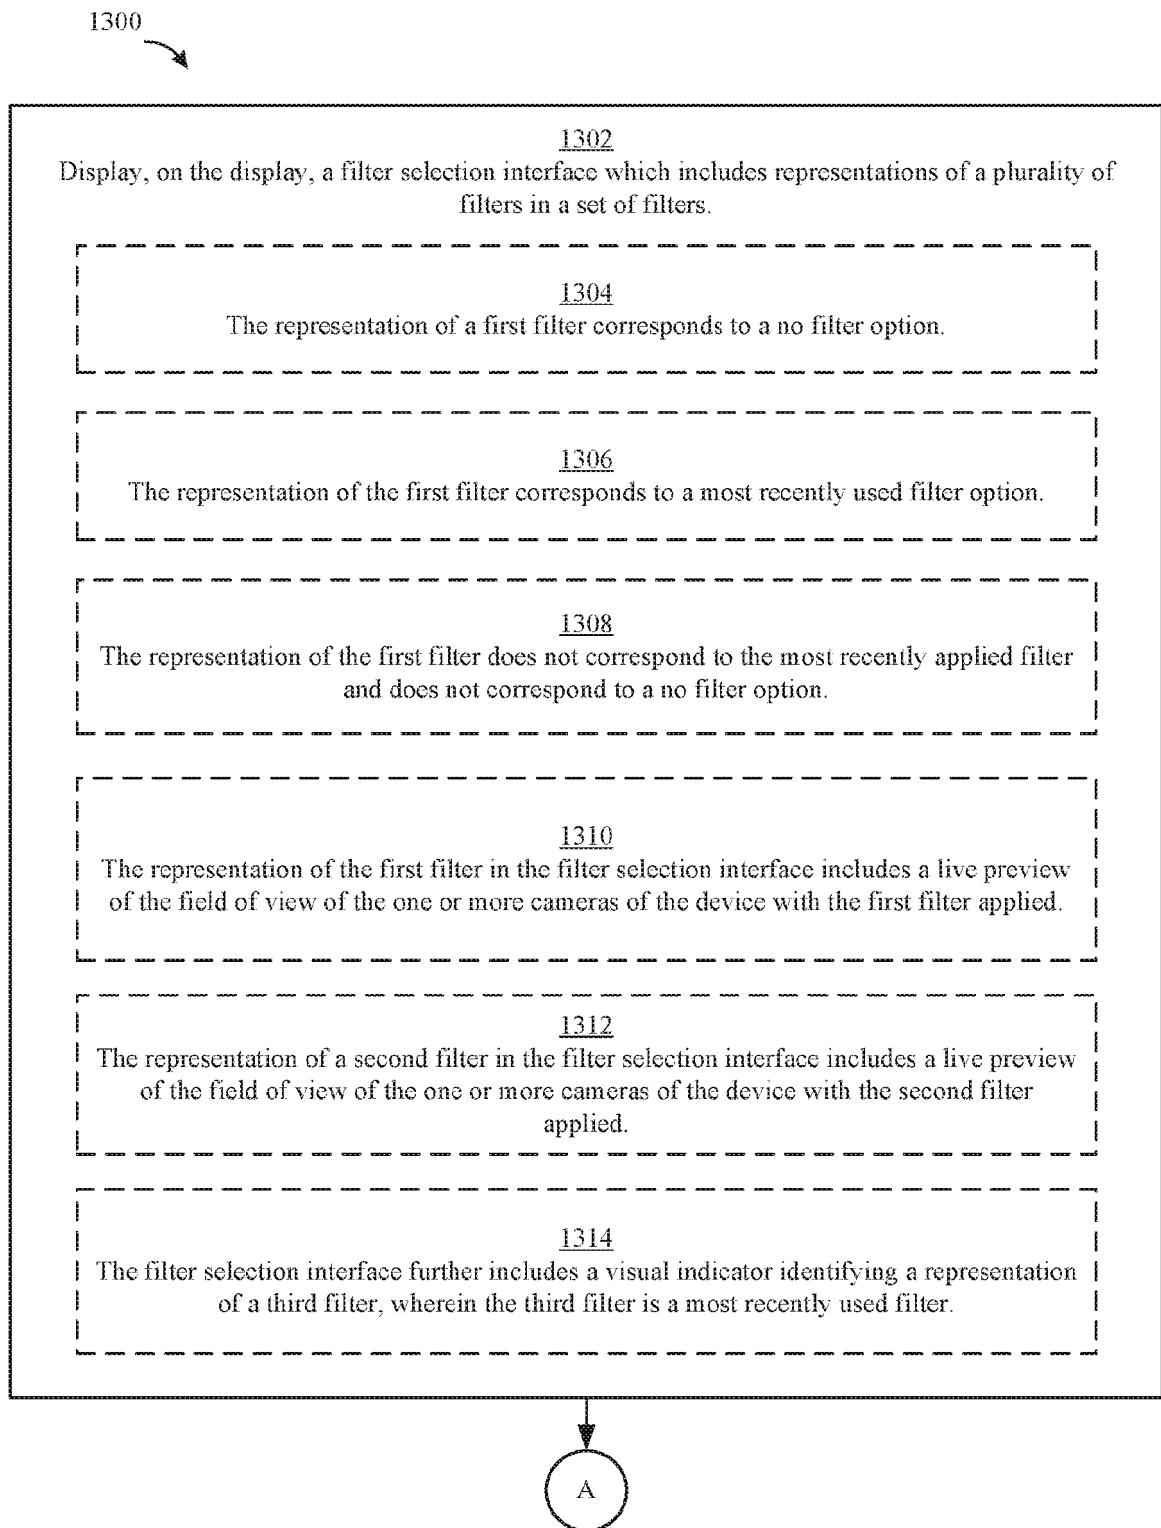 1300
1302
Display, on the display, a filter selection interface which includes representations of a plurality of
filters in a set of filters.
1304
The representation of a first filter corresponds to a no filter option.
1306
The representation of the first filter corresponds to a most recently used filter option.
1308
The representation of the first filter does not correspond to the most recently applied filter
and does not correspond to a no filter option.
1310
The representation of the first filter in the filter selection interface includes a live preview
of the field of view of the one or more cameras of the device with the first filter applied.
1312
The representation of a second filter in the filter selection interface includes a live preview
of the field of view of the one or more cameras of the device with the second filter
applied.
1314
The filter selection interface further includes a visual indicator identifying a representation
of a third filter, wherein the third filter is a most recently used filter.
A